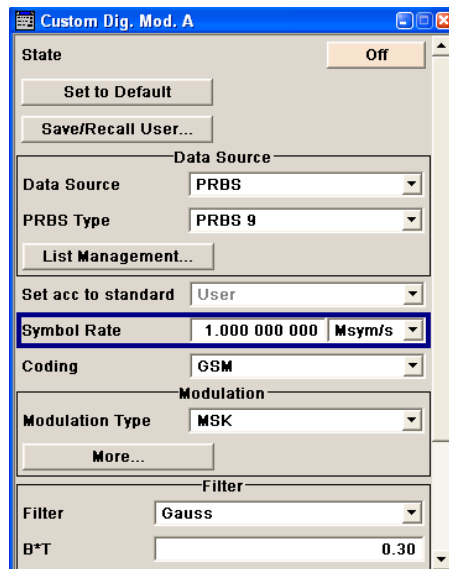 Custom Dig. Mod. A
State Off
Set to Default
Save/Recall User...
Data Source
Data Source PRBS
PRBS Type PRBS 9
List Management...
Set acc to standard User
Symbol Rate 1.000 000 000 Msym/s
Coding GSM
Modulation
Modulation Type MSK
More...
Filter
Filter Gauss
B*T 0.30